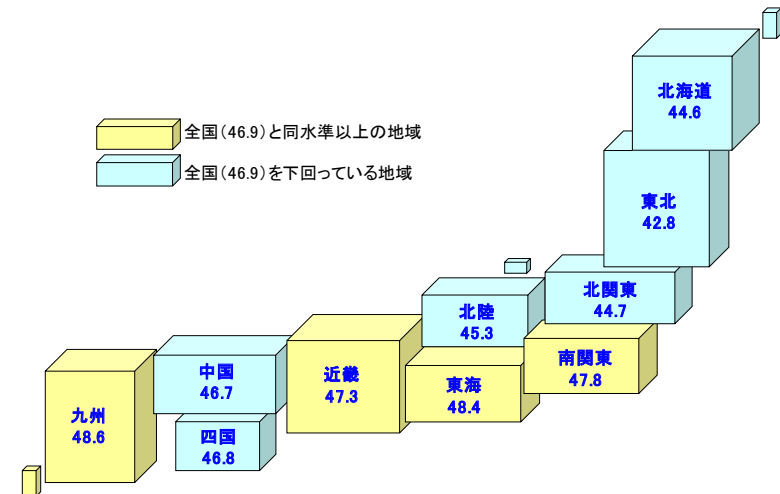 北海道
44.6
全国(46.9)と同水準以上の地域
全国(46.9)を下回っている地域
東北
42.8
北関東
44.7
北陸
45.3
南関東
47.8
中国
46.7
近畿
47.3
東海
48.4
九州
48.6
四国
46.8